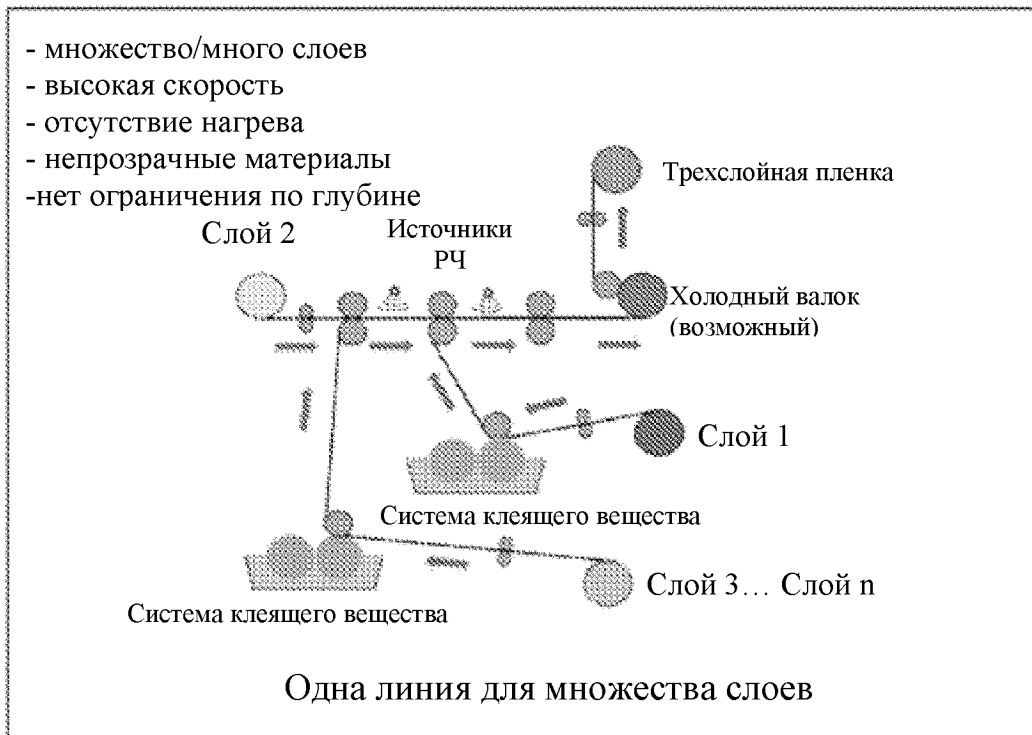 - множество/много слоев
- высокая скорость
- отсутствие нагрева
- непрозрачные материалы
-нет ограничения по глубине
Трехслойная пленка
Слой 2
Источники
РЧ
Холодный валок
(возможный)
Слой 1
Система клеящего вещества
Слой 3... Слой n
Система клеящего вещества
Одна линия для множества слоев